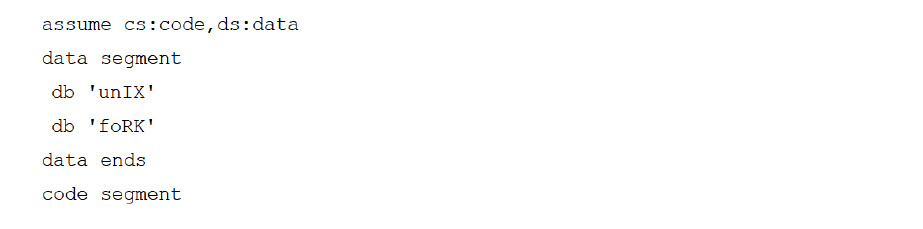 assume cs:code,ds:data
data segment
db 'unIX'
db 'foRK'
data ends
code segment